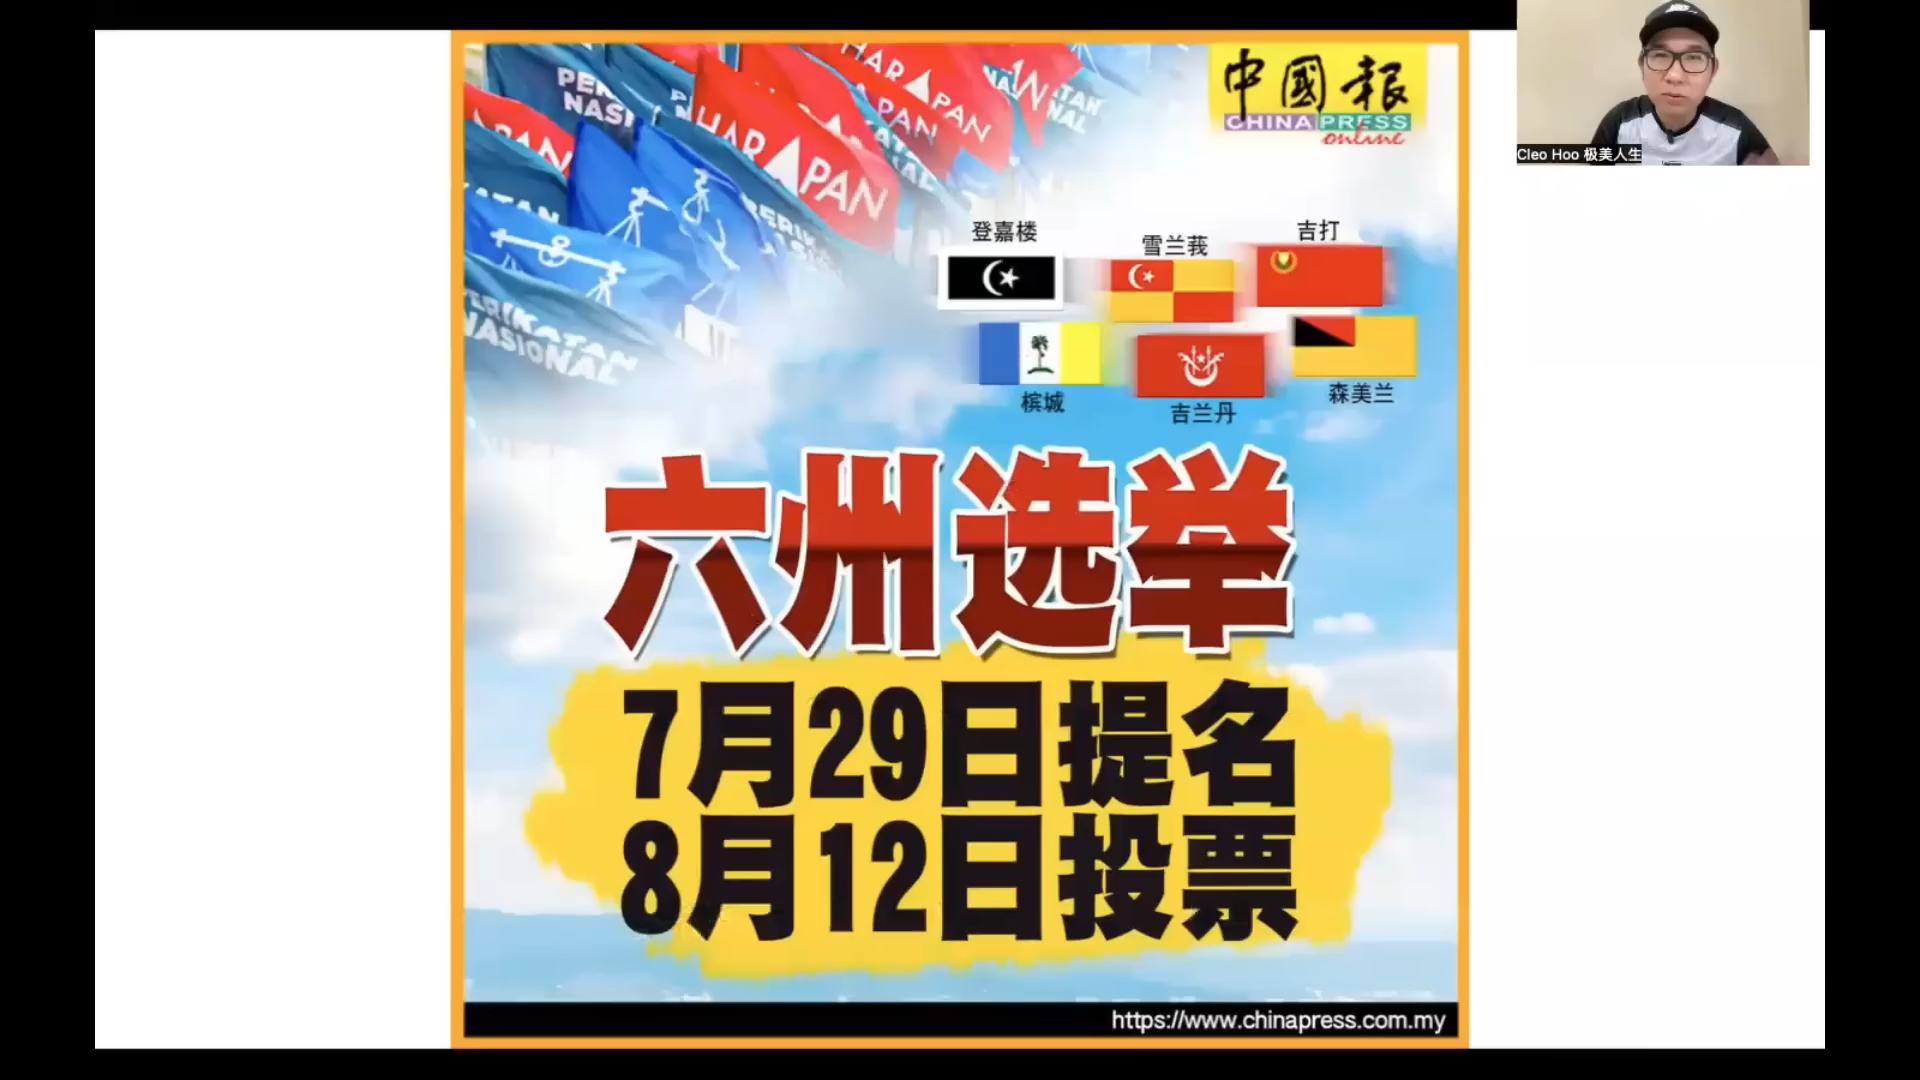 中國報
CHINA PRESS
online
Cleo Hoo 极美人生
HARAPAN
HARAPAN
PERIKATAN
NASIONAL
登嘉楼
雪兰莪
吉打
槟城
吉兰丹
森美兰
六州选举
7月29日提名
8月12日投票
https://www.chinapress.com.my